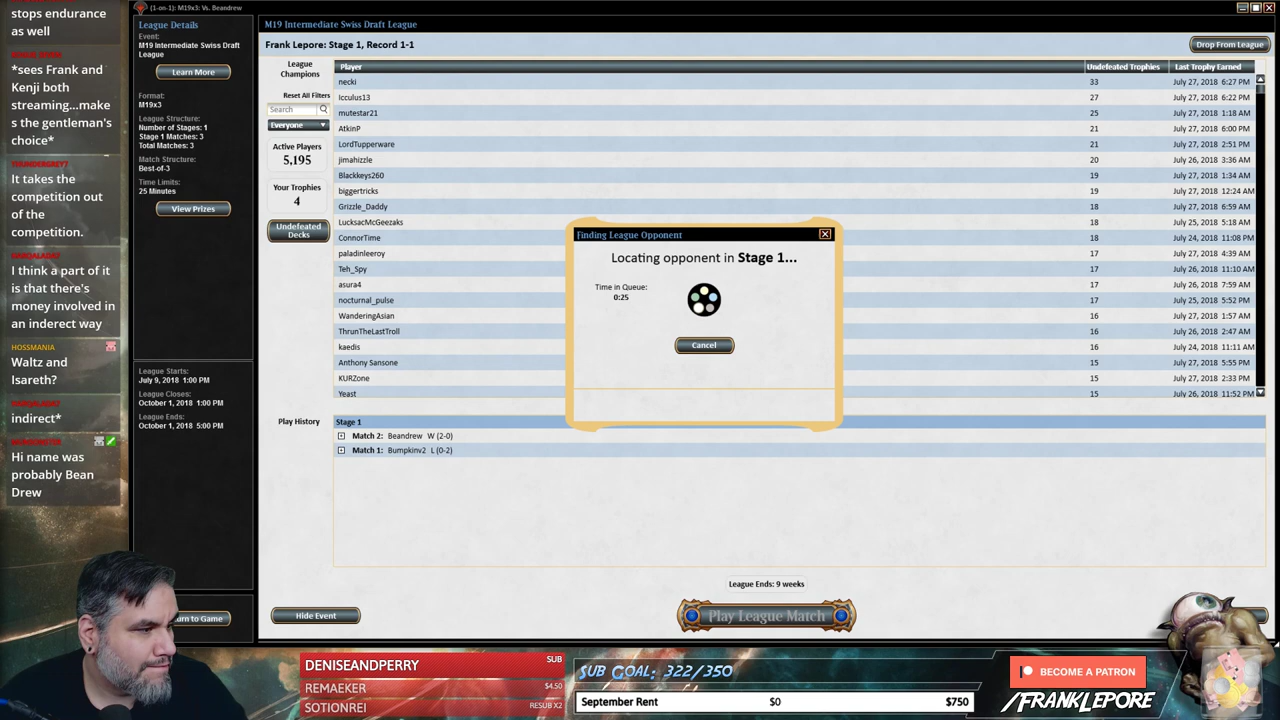 stops endurance
as well
*sees Frank and
Kenji both
streaming...make
s the gentleman's
choice*
It takes the
competition out
of the
competition.
I think a part of it
is that there's
money involved in
an inderect way
HOSSMANIA
Waltz and
Isareth?
indirect*
Hi name was
probably Bean
Drew
(1-on-1): M19x3: Vs. Beandrew
League Details
Event:
M19 Intermediate Swiss Draft
League
Learn More
Format:
M19x3
League Structure:
Number of Stages: 1
Stage 1 Matches: 3
Total Matches: 3
Match Structure:
Best-of-3
Time Limits:
25 Minutes
View Prizes
League Starts:
July 9, 2018 1:00 PM
League Closes:
October 1, 2018 1:00 PM
League Ends:
October 1, 2018 5:00 PM
urn to Game
M19 Intermediate Swiss Draft League
Frank Lepore: Stage 1, Record 1-1
Drop From League
League
Champions
Reset All Filters
Search
Everyone
Active Players
5,195
Your Trophies
4
Undefeated
Decks
Player Undefeated Trophies Last Trophy Earned
necki 33 July 27, 2018 6:27 PM
Icculus13 27 July 27, 2018 6:22 PM
mutestar21 25 July 27, 2018 1:18 AM
AtkinP 21 July 27, 2018 6:00 PM
LordTupperware 21 July 27, 2018 2:51 PM
jimahizzle 20 July 26, 2018 3:36 AM
Blackkeys260 19 July 27, 2018 1:34 AM
biggertricks 19 July 27, 2018 12:24 AM
Grizzle_Daddy 18 July 27, 2018 6:59 AM
LucksacMcGeezaks 18 July 25, 2018 5:18 AM
ConnorTime 18 July 24, 2018 11:08 PM
paladinleeroy 17 July 27, 2018 4:39 AM
Teh_Spy 17 July 26, 2018 11:10 AM
asura4 17 July 26, 2018 7:59 AM
nocturnal_pulse 17 July 25, 2018 5:52 PM
WanderingAsian 16 July 27, 2018 1:57 AM
ThrunTheLastTroll 16 July 26, 2018 2:47 AM
kaedis 16 July 24, 2018 11:11 AM
Anthony Sansone 15 July 27, 2018 5:55 PM
KURZone 15 July 27, 2018 2:33 PM
Yeast 15 July 26, 2018 11:52 PM
Finding League Opponent
Locating opponent in Stage 1...
Time in Queue:
0:25
Cancel
Play History
Stage 1
Match 2: Beandrew W (2-0)
Match 1: Bumpkinv2 L (0-2)
League Ends: 9 weeks
Hide Event
Play League Match
DENISEANDPERRY SUB
REMAEKER $4.50
SOTIONREI RESUB X2
SUB GOAL: 322/350
September Rent $0 $750
BECOME A PATRON
/FRANKLEPORE